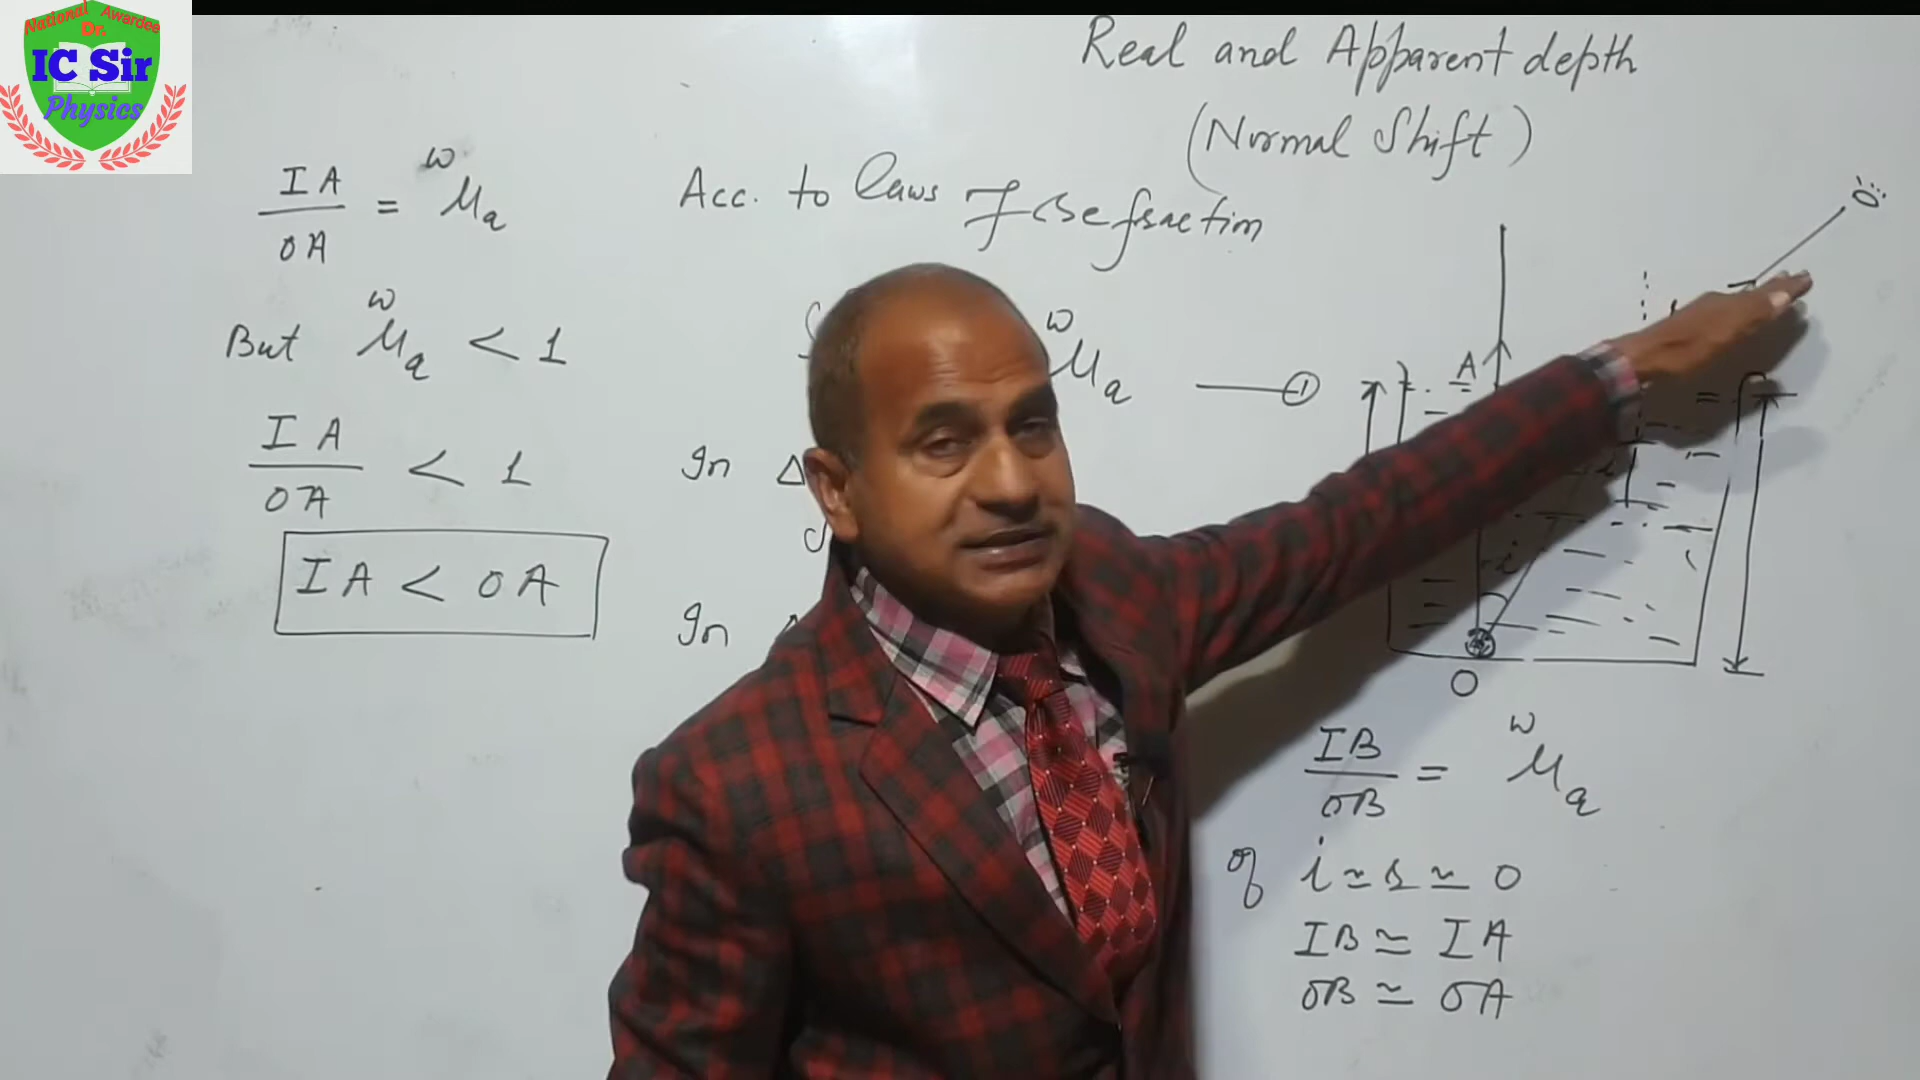 National Awardee
Dr.
IC Sir
Physics
Real and Apparent depth
(Normal Shift)
IA
OA
= wμa
But wμa < 1
IA
OA
< 1
IA < OA
Acc. to laws of refraction
wμa —— 1
In Δ
In
A
i
O
IB
OB
= wμa
If i ≃ r ≃ 0
IB ≃ IA
OB ≃ OA